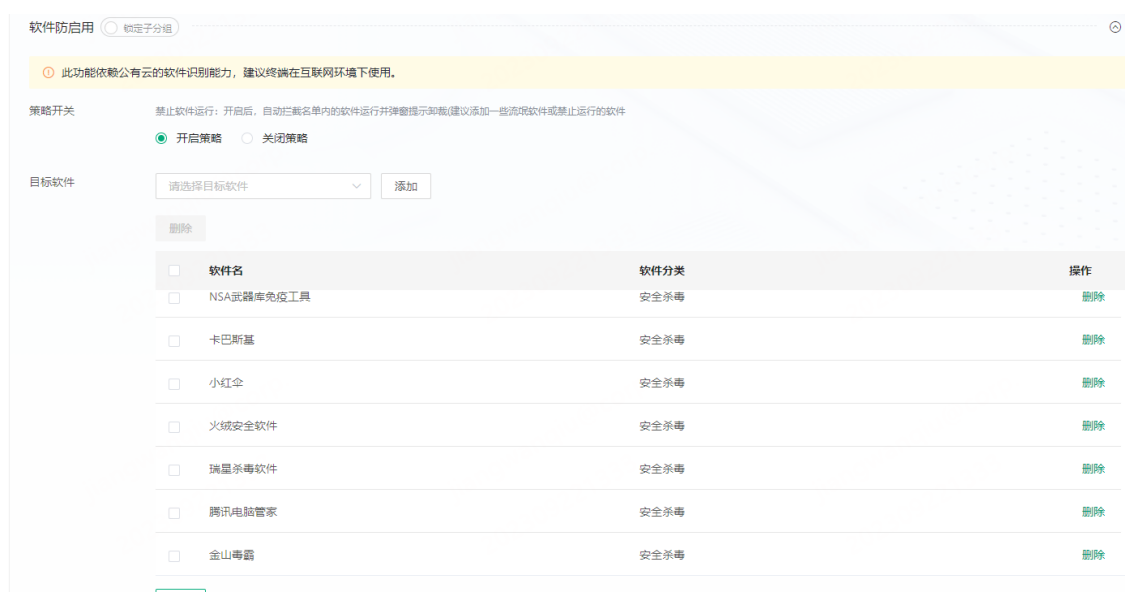 软件防启用 锁定子分组
此功能依赖公有云的软件识别能力，建议终端在互联网环境下使用。
策略开关 禁止软件运行：开启后，自动拦截名单内的软件运行并弹窗提示卸载(建议添加一些流氓软件或禁止运行的软件
开启策略 关闭策略
目标软件 请选择目标软件 添加
删除
软件名 软件分类 操作
NSA武器库免疫工具 安全杀毒 删除
卡巴斯基 安全杀毒 删除
小红伞 安全杀毒 删除
火绒安全软件 安全杀毒 删除
瑞星杀毒软件 安全杀毒 删除
腾讯电脑管家 安全杀毒 删除
金山毒霸 安全杀毒 删除